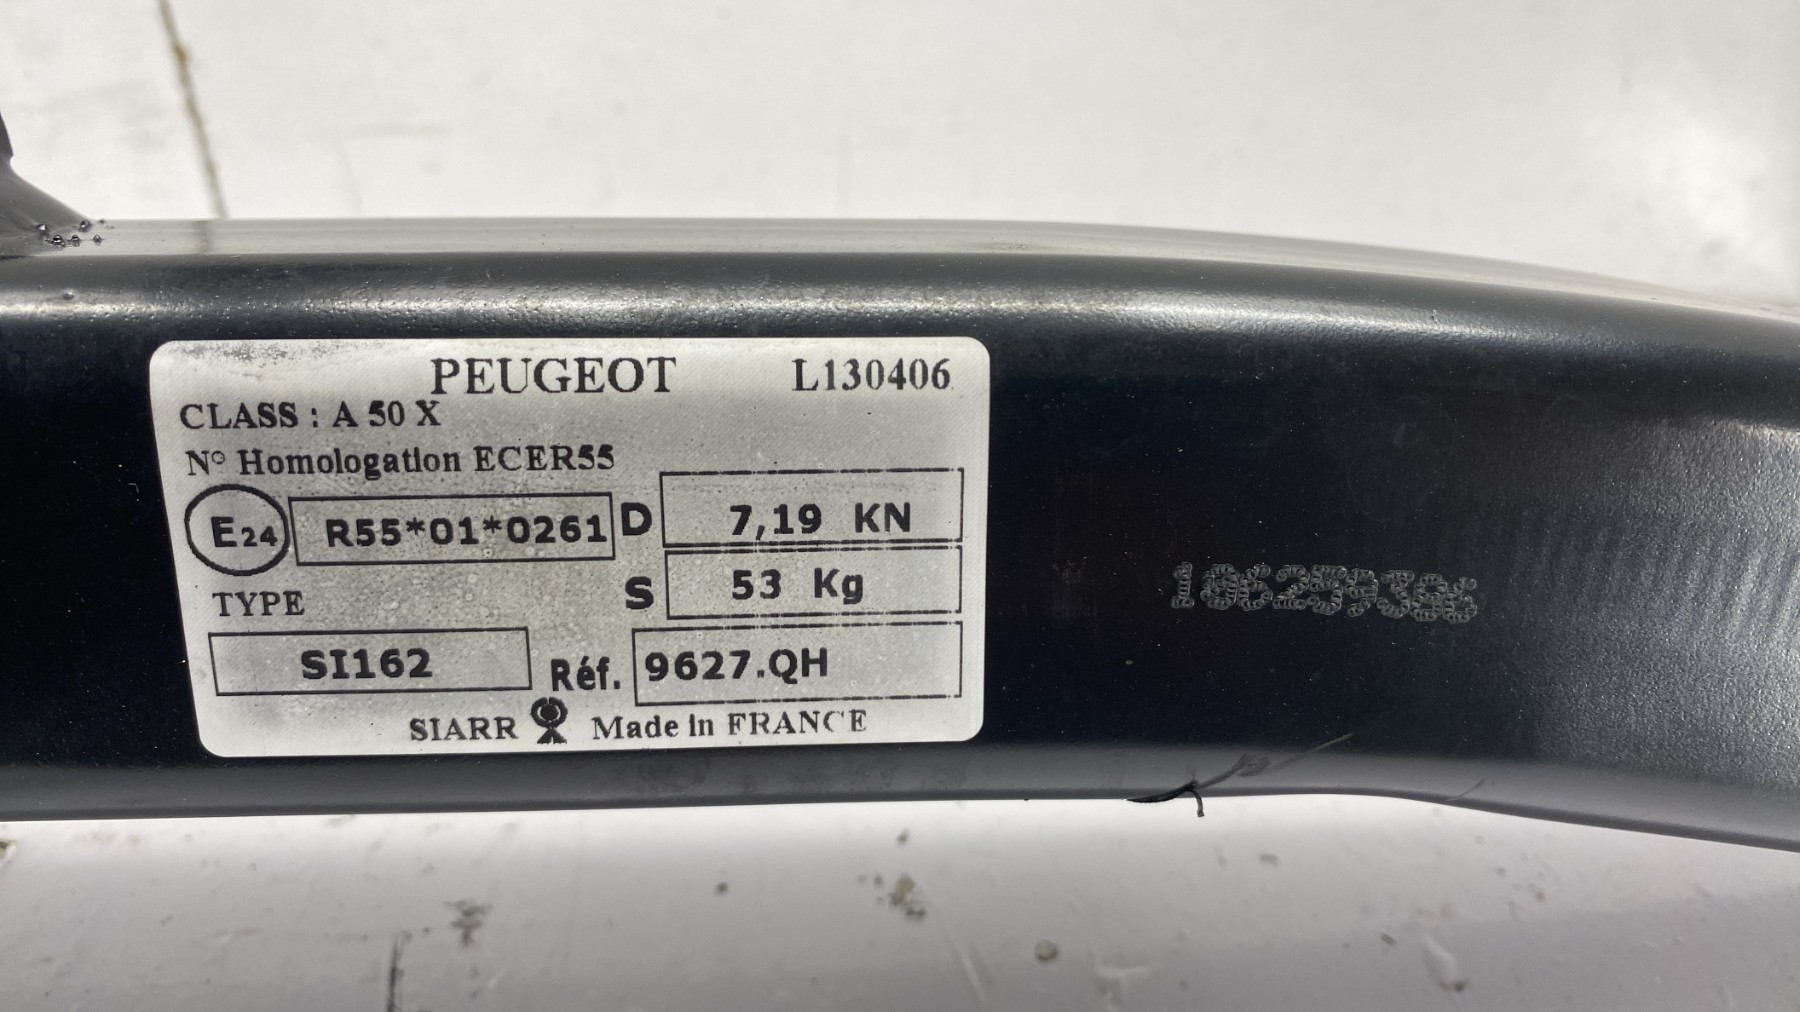 PEUGEOT L130406
CLASS : A 50 X
N° Homologation ECER55
E24 R55*01*0261 D 7,19 KN
TYPE S 53 Kg
SI162 Réf. 9627.QH
SIARR Made in FRANCE